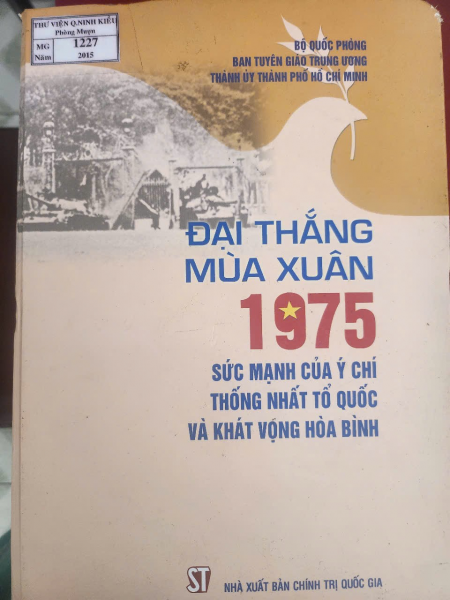 THƯ VIỆN Q.NINH KIỀU
Phòng Mượn
MG 1227
Năm 2015
BỘ QUỐC PHÒNG
BAN TUYÊN GIÁO TRUNG ƯƠNG
THÀNH ỦY THÀNH PHỐ HỒ CHÍ MINH
ĐẠI THẮNG
MÙA XUÂN
1975
SỨC MẠNH CỦA Ý CHÍ
THỐNG NHẤT TỔ QUỐC
VÀ KHÁT VỌNG HÒA BÌNH
ST
NHÀ XUẤT BẢN CHÍNH TRỊ QUỐC GIA